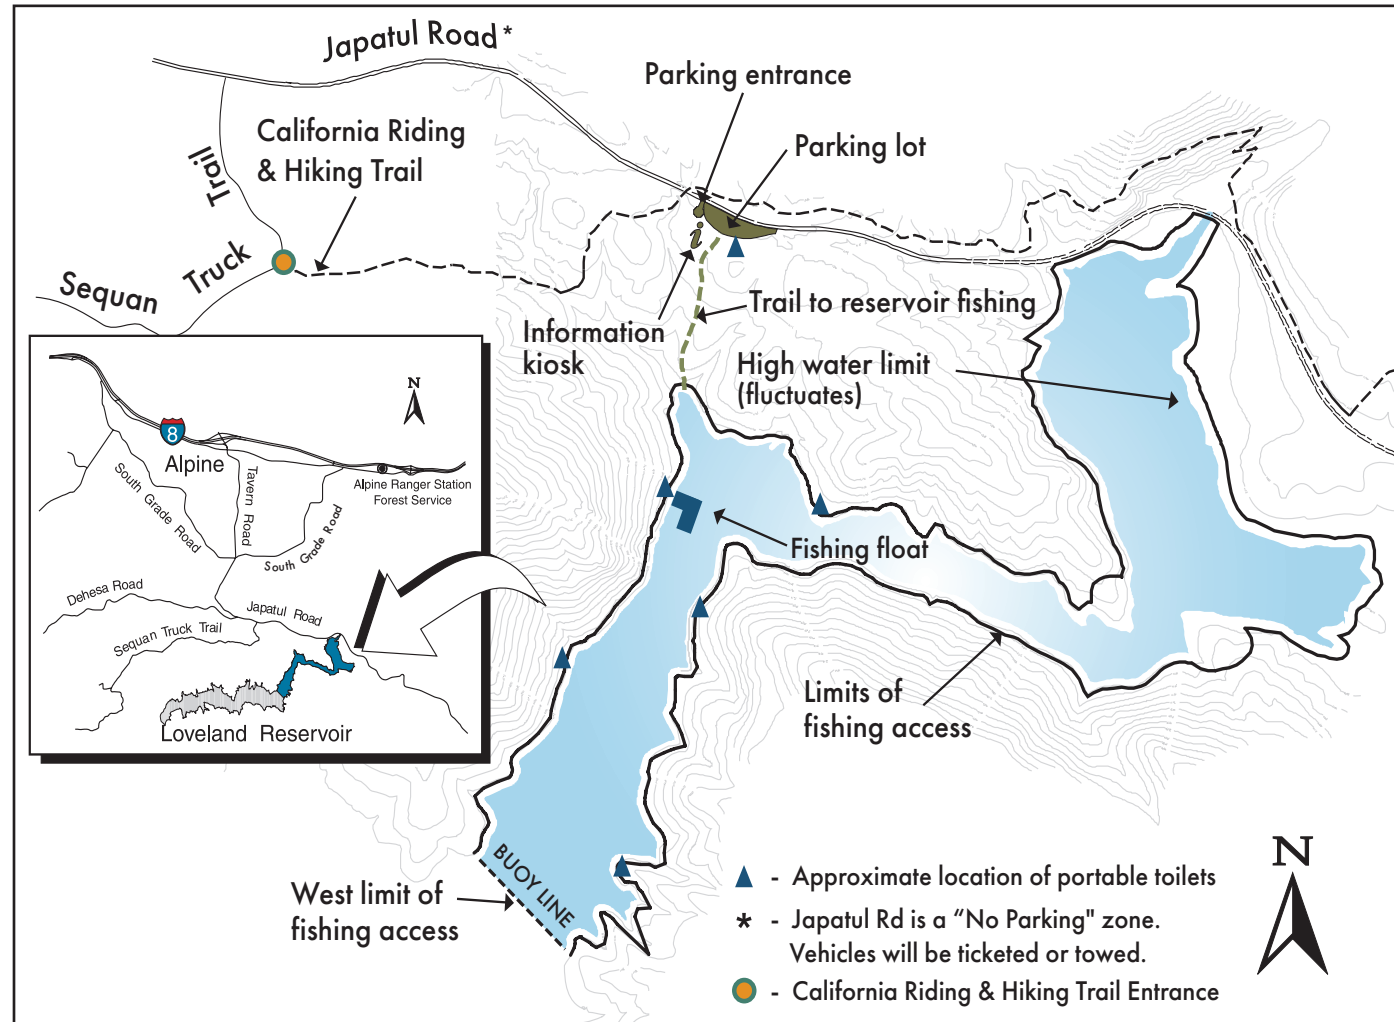 Japatul Road*
Parking entrance
California Riding
& Hiking Trail
Parking lot
Trail
Truck
Sequan
Information
kiosk
Trail to reservoir fishing
High water limit
(fluctuates)
N
8
Alpine
South Grade Road
Tavern Road
South Grade Road
Alpine Ranger Station
Forest Service
Dehesa Road
Japatul Road
Sequan Truck Trail
Loveland Reservoir
Fishing float
Limits of
fishing access
BUOY LINE
West limit of
fishing access
- Approximate location of portable toilets
* - Japatul Rd is a “No Parking" zone.
Vehicles will be ticketed or towed.
- California Riding & Hiking Trail Entrance
N
i
i